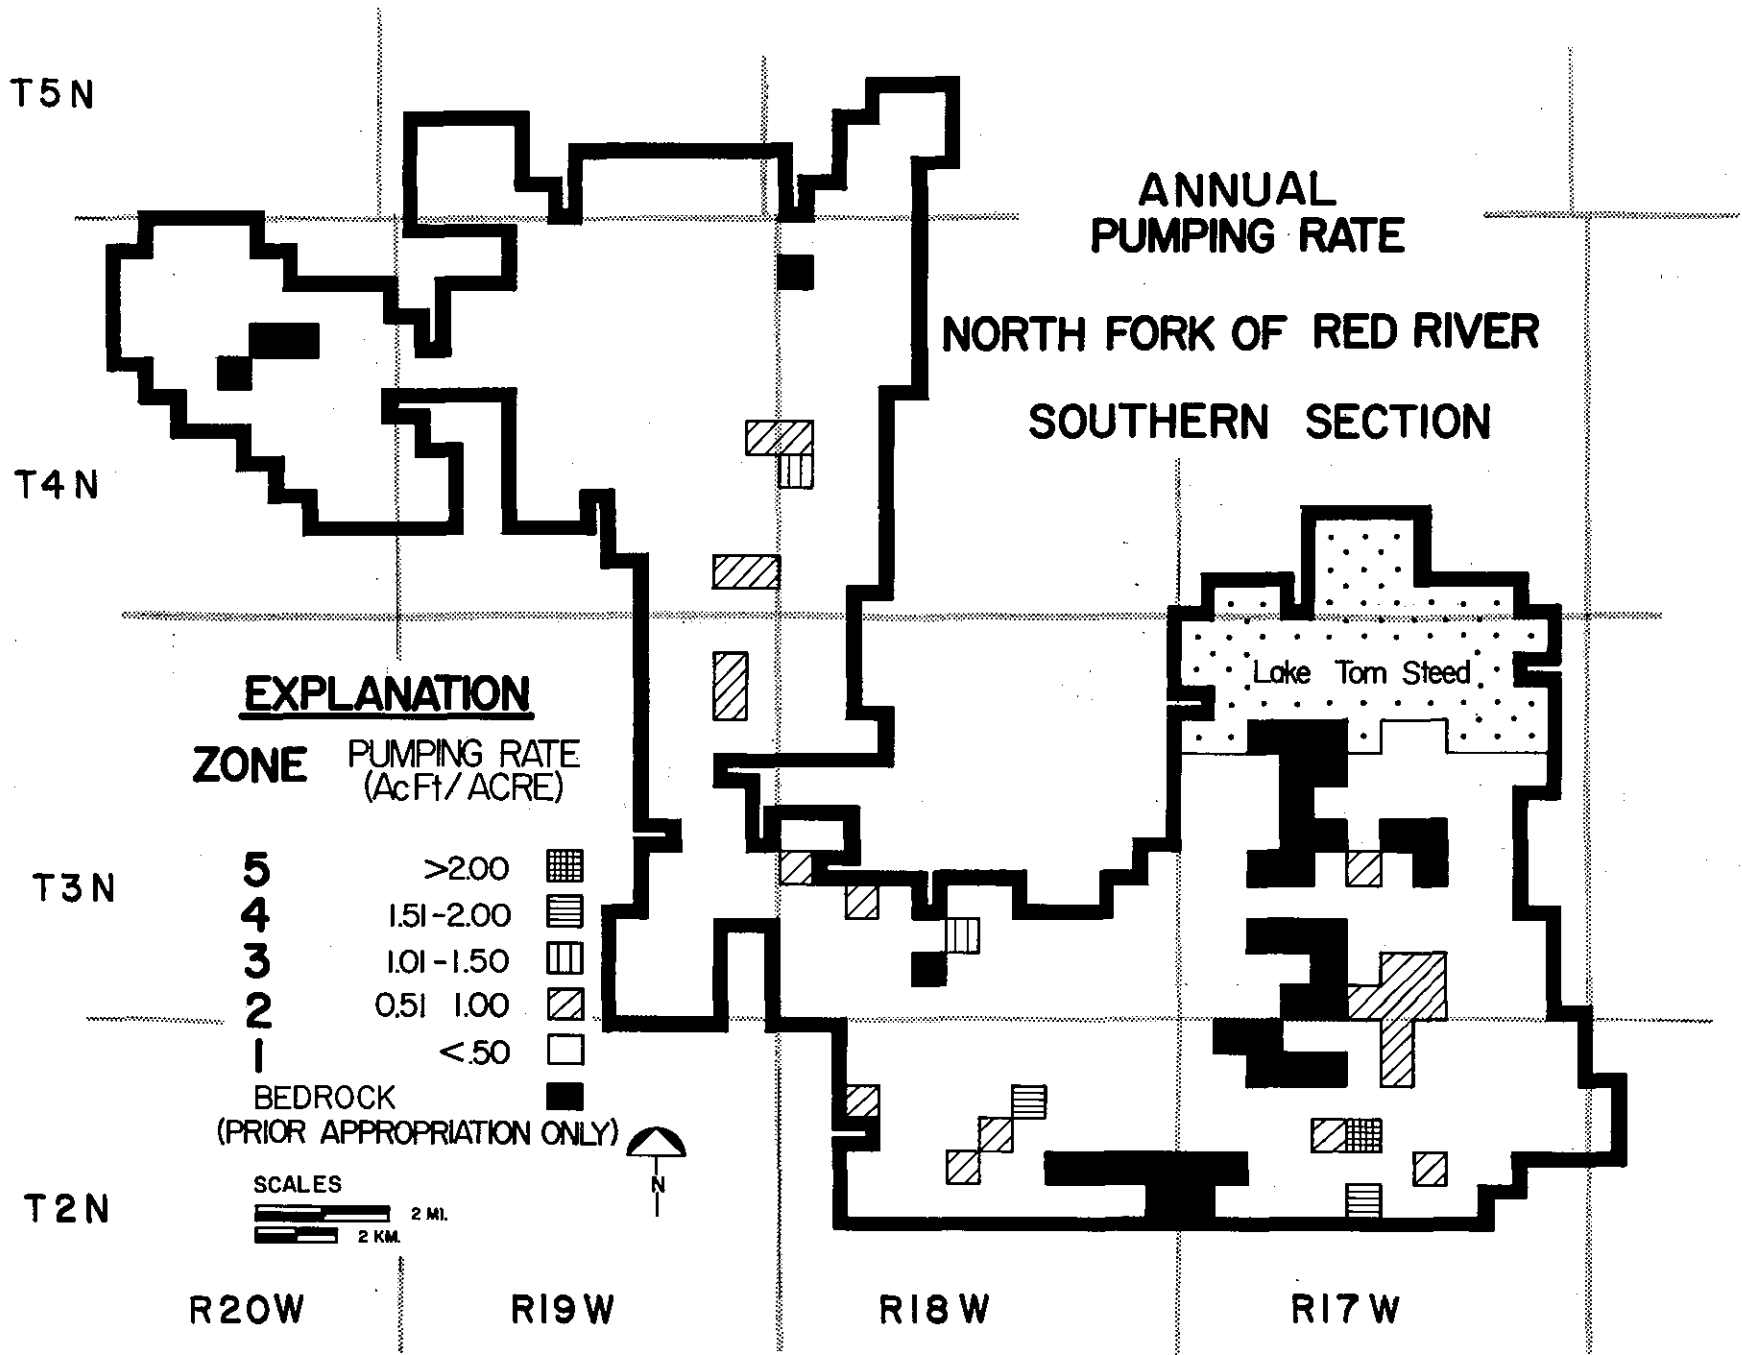 T5N
ANNUAL
PUMPING RATE
NORTH FORK OF RED RIVER
SOUTHERN SECTION
T4N
Lake Tom Steed
EXPLANATION
ZONE
PUMPING RATE
(AcFt/ACRE)
5 >2.00
4 1.51-2.00
3 1.01-1.50
2 0.51 1.00
1 <.50
BEDROCK
(PRIOR APPROPRIATION ONLY)
T3N
SCALES
2 MI.
2 KM.
N
T2N
R20W
R19W
R18W
R17W